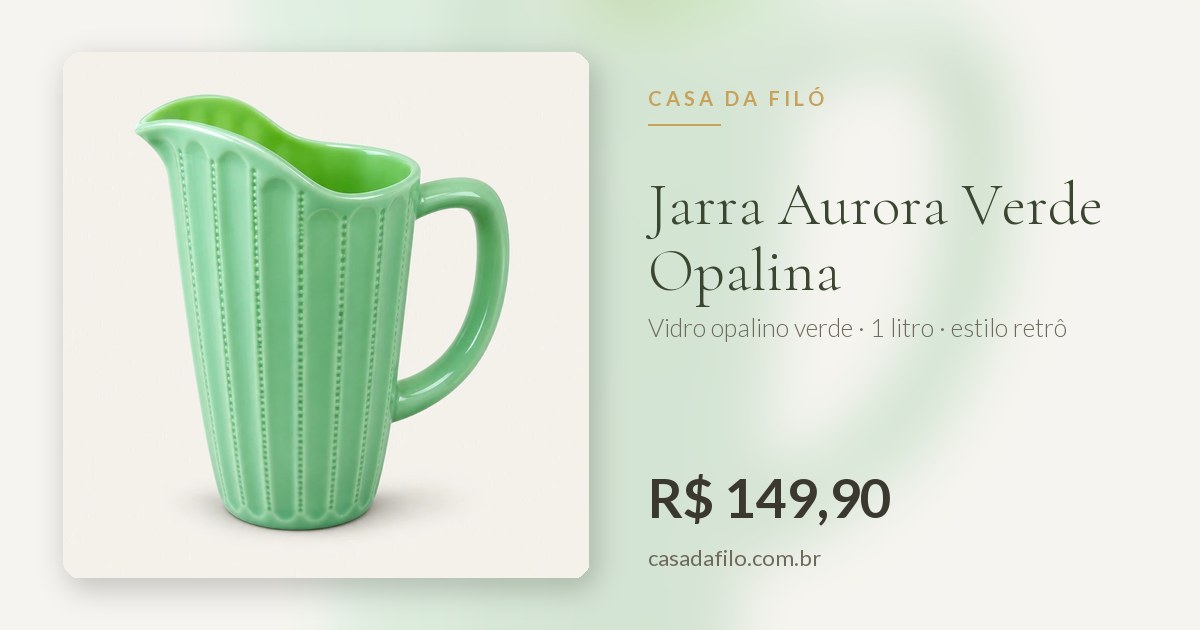 CASA DA FILÓ
Jarra Aurora Verde
Opalina
Vidro opalino verde · 1 litro · estilo retrô
R$ 149,90
casadafilo.com.br